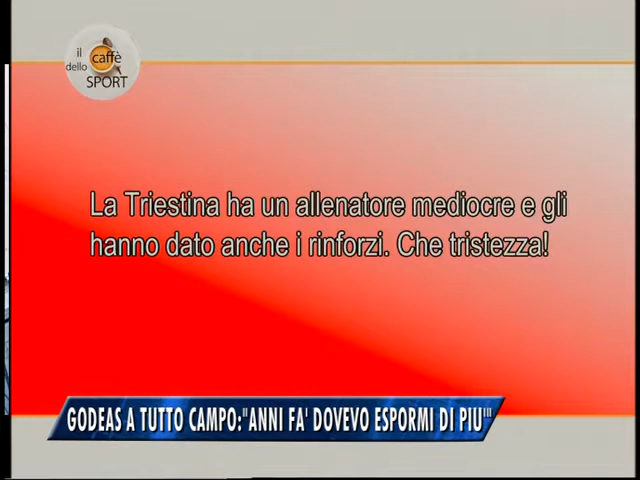 il
caffè
dello
SPORT
La Triestina ha un allenatore mediocre e gli
hanno dato anche i rinforzi. Che tristezza!
GODEAS A TUTTO CAMPO:"ANNI FA' DOVEVO ESPORMI DI PIU'"